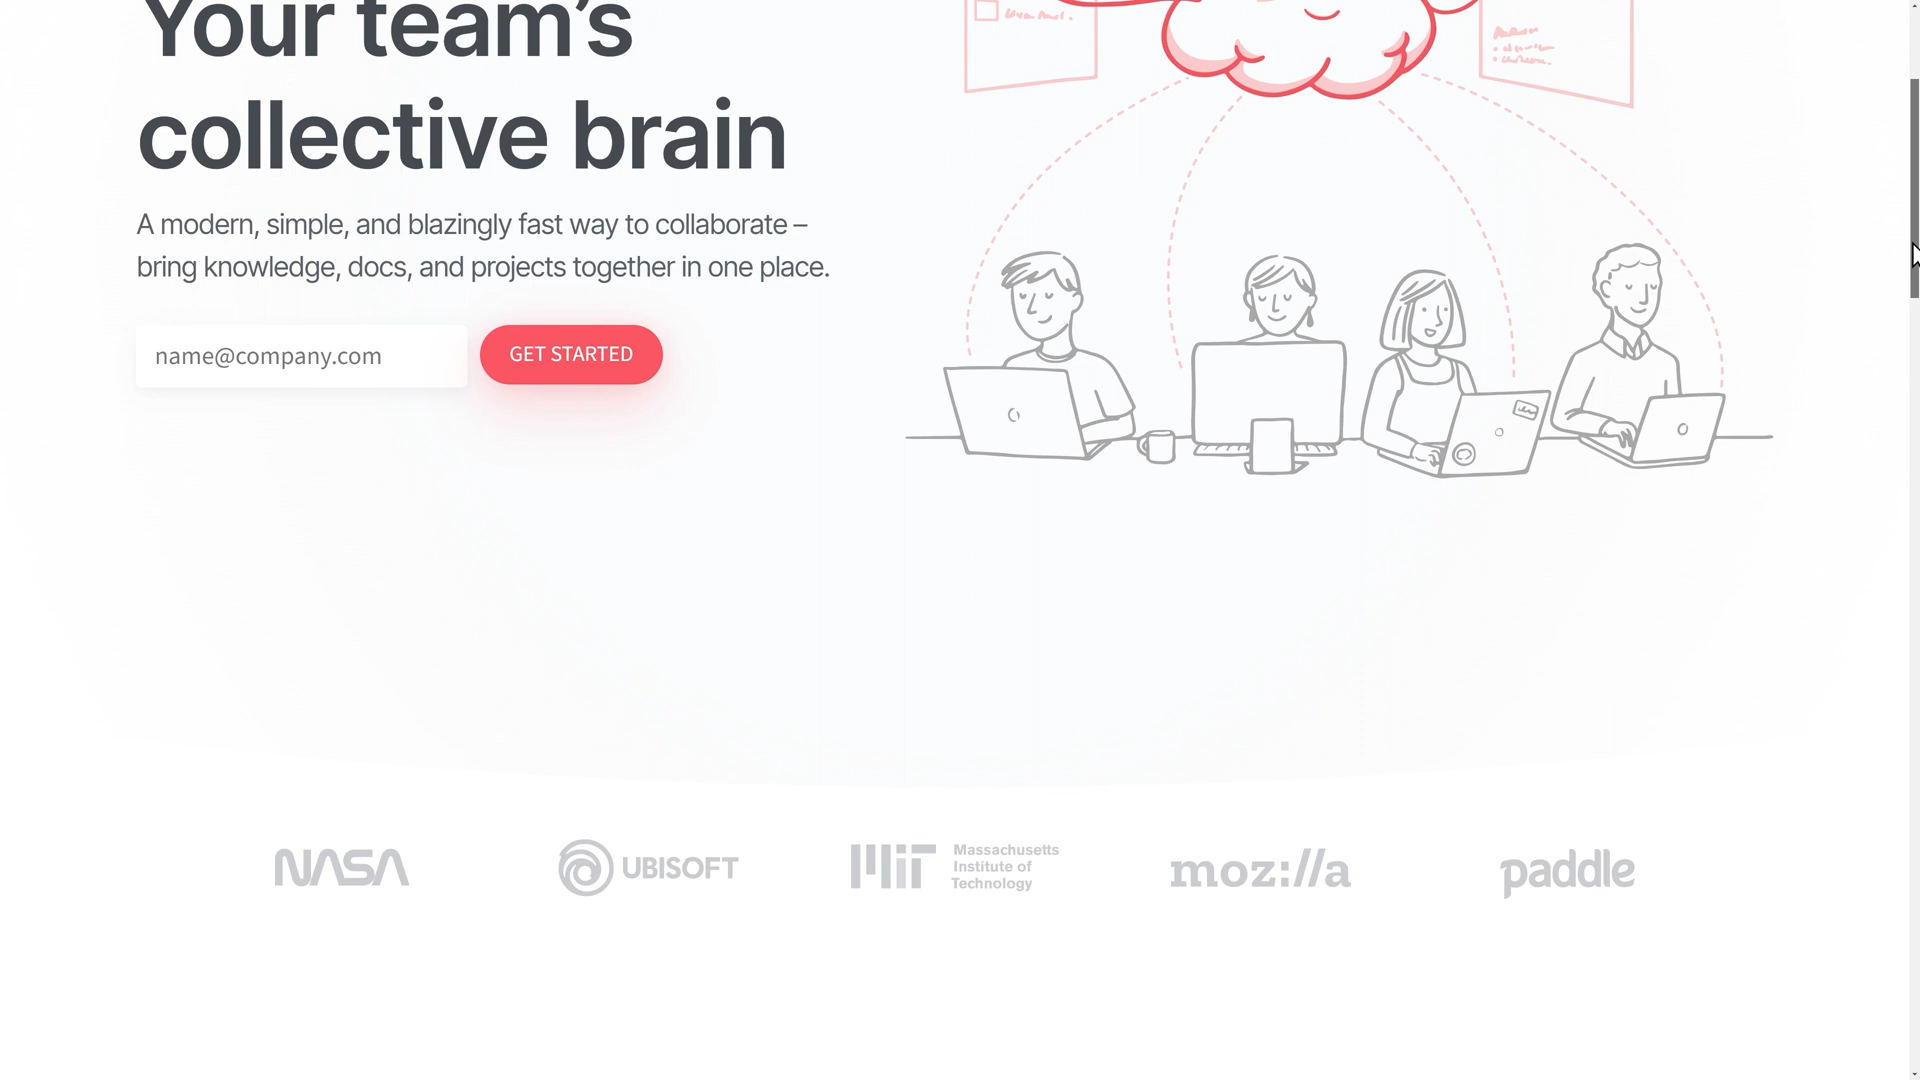 Your team's
collective brain
A modern, simple, and blazingly fast way to collaborate –
bring knowledge, docs, and projects together in one place.
name@company.com
GET STARTED
NASA
UBISOFT
MIT
Massachusetts
Institute of
Technology
moz://a
paddle